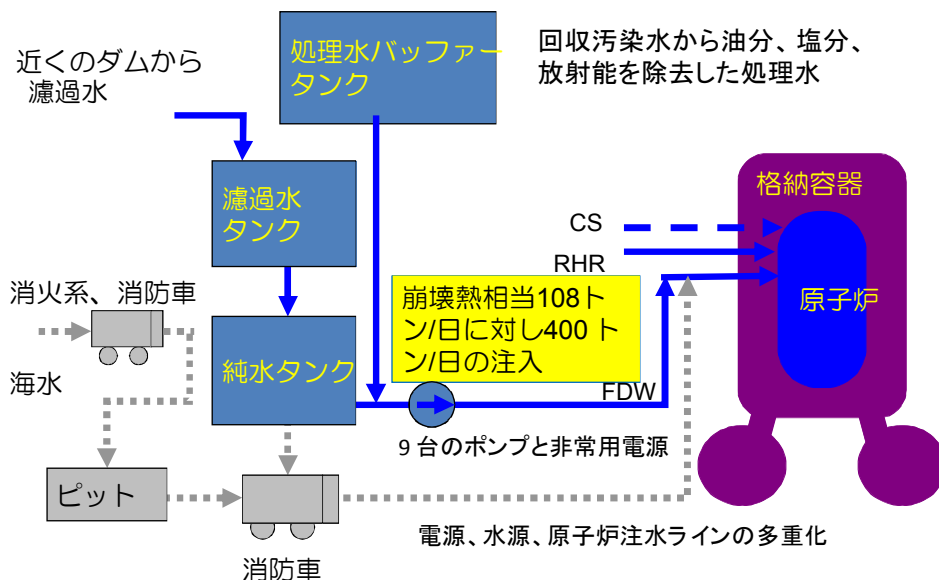 近くのダムから
濾過水
処理水バッファー
タンク
回収汚染水から油分、塩分、
放射能を除去した処理水
濾過水
タンク
格納容器
原子炉
CS
RHR
消火系、消防車
海水
純水タンク
崩壊熱相当108ト
ン/日に対し400 ト
ン/日の注入
FDW
9 台のポンプと非常用電源
ピット
消防車
電源、水源、原子炉注水ラインの多重化